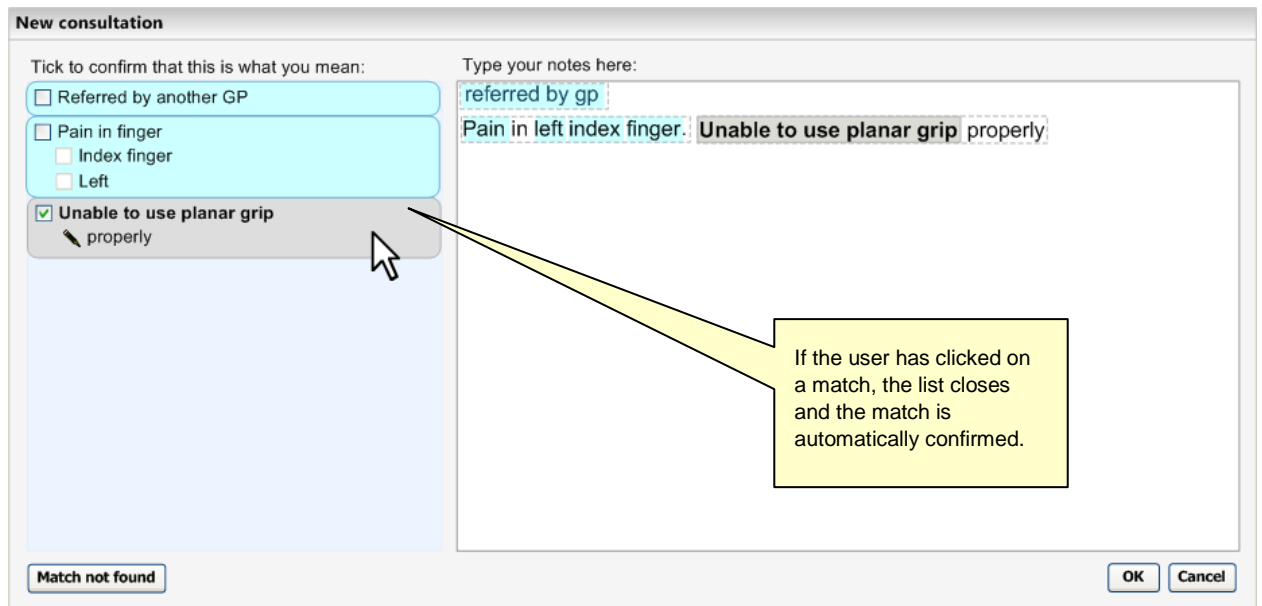 New consultation
Tick to confirm that this is what you mean:
Referred by another GP
Pain in finger
Index finger
Left
Unable to use planar grip
properly
Type your notes here:
referred by gp
Pain in left index finger. Unable to use planar grip properly
If the user has clicked on
a match, the list closes
and the match is
automatically confirmed.
Match not found
OK
Cancel